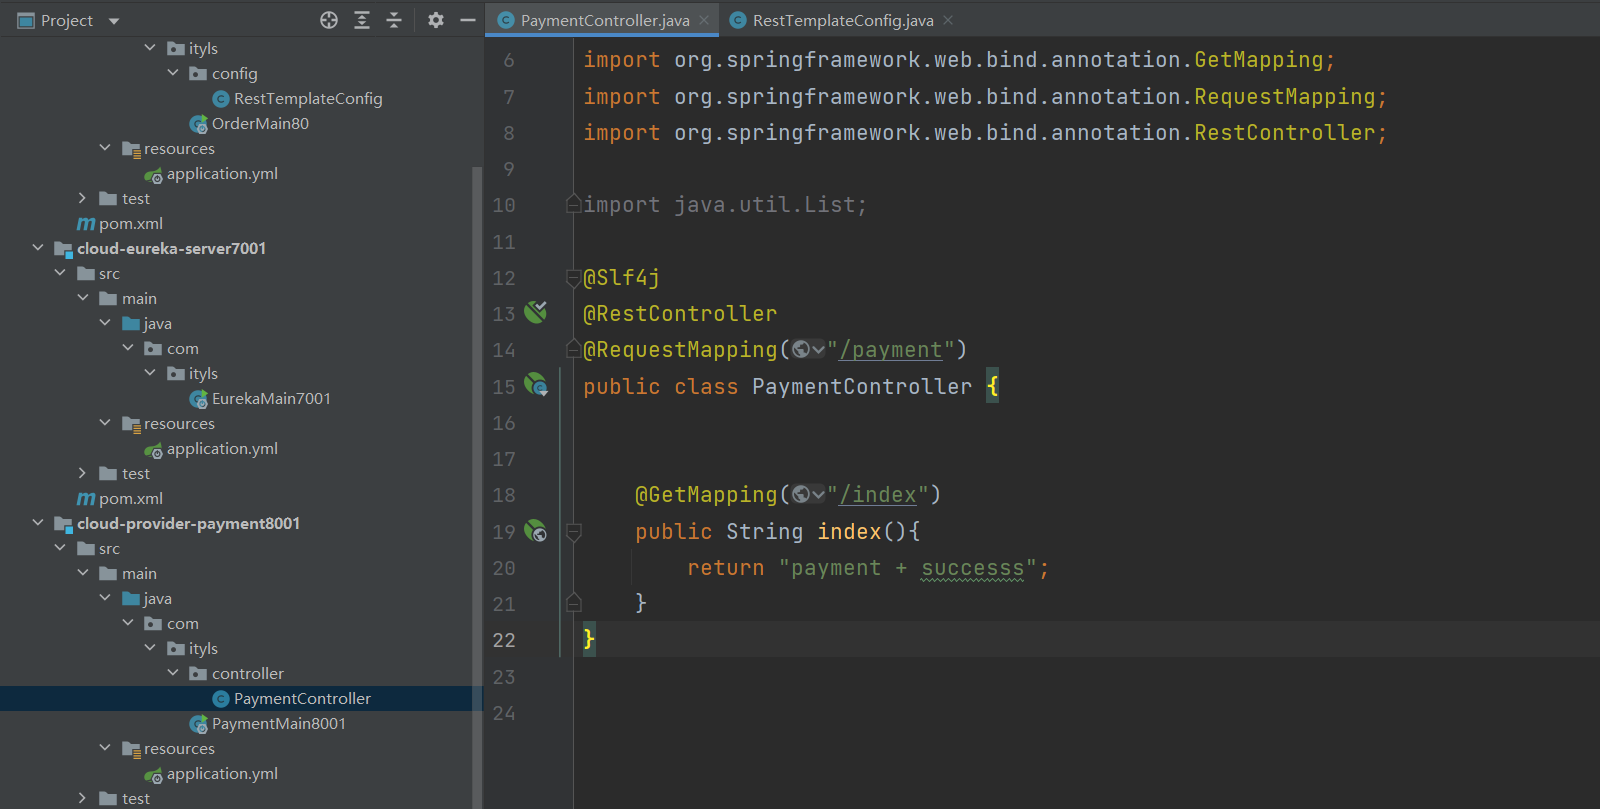 Project
ityls
config
RestTemplateConfig
OrderMain80
resources
application.yml
test
pom.xml
cloud-eureka-server7001
src
main
java
com
ityls
EurekaMain7001
resources
application.yml
test
pom.xml
cloud-provider-payment8001
src
main
java
com
ityls
controller
PaymentController
PaymentMain8001
resources
application.yml
test
PaymentController.java RestTemplateConfig.java
6 import org.springframework.web.bind.annotation.GetMapping;
7 import org.springframework.web.bind.annotation.RequestMapping;
8 import org.springframework.web.bind.annotation.RestController;
9
10 import java.util.List;
11
12 @Slf4j
13 @RestController
14 @RequestMapping("/payment")
15 public class PaymentController {
16
17
18 @GetMapping("/index")
19 public String index(){
20 return "payment + successs";
21 }
22 }
23
24